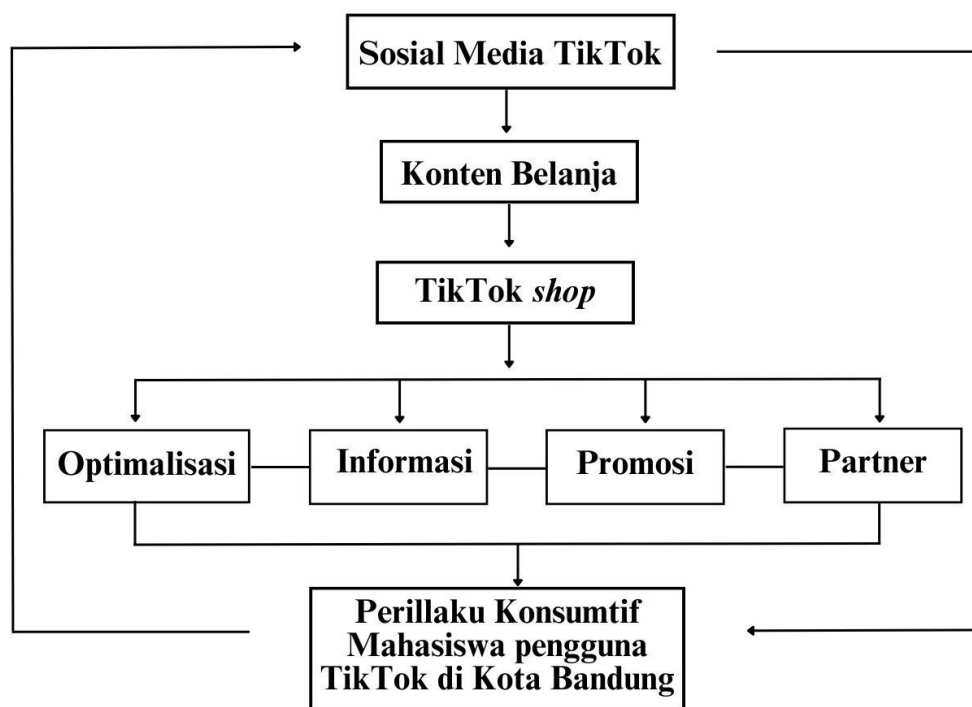 Sosial Media TikTok
Konten Belanja
TikTok shop
Optimalisasi
Informasi
Promosi
Partner
Perillaku Konsumtif
Mahasiswa pengguna
TikTok di Kota Bandung